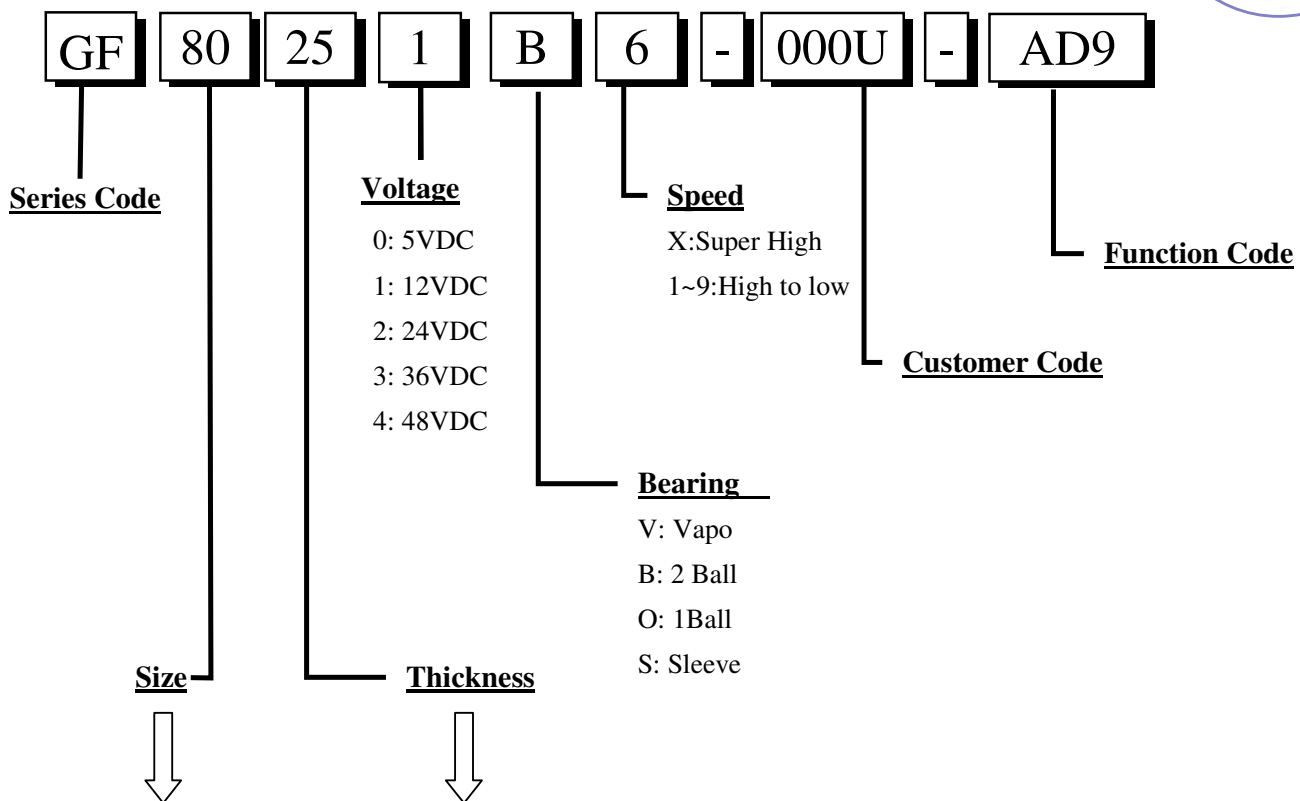 GF 80 25 1 B 6 - 000U - AD9
Series Code
Voltage
0: 5VDC
1: 12VDC
2: 24VDC
3: 36VDC
4: 48VDC
Speed
X:Super High
1~9:High to low
Function Code
Customer Code
Bearing
V: Vapo
B: 2 Ball
O: 1Ball
S: Sleeve
Size
Thickness